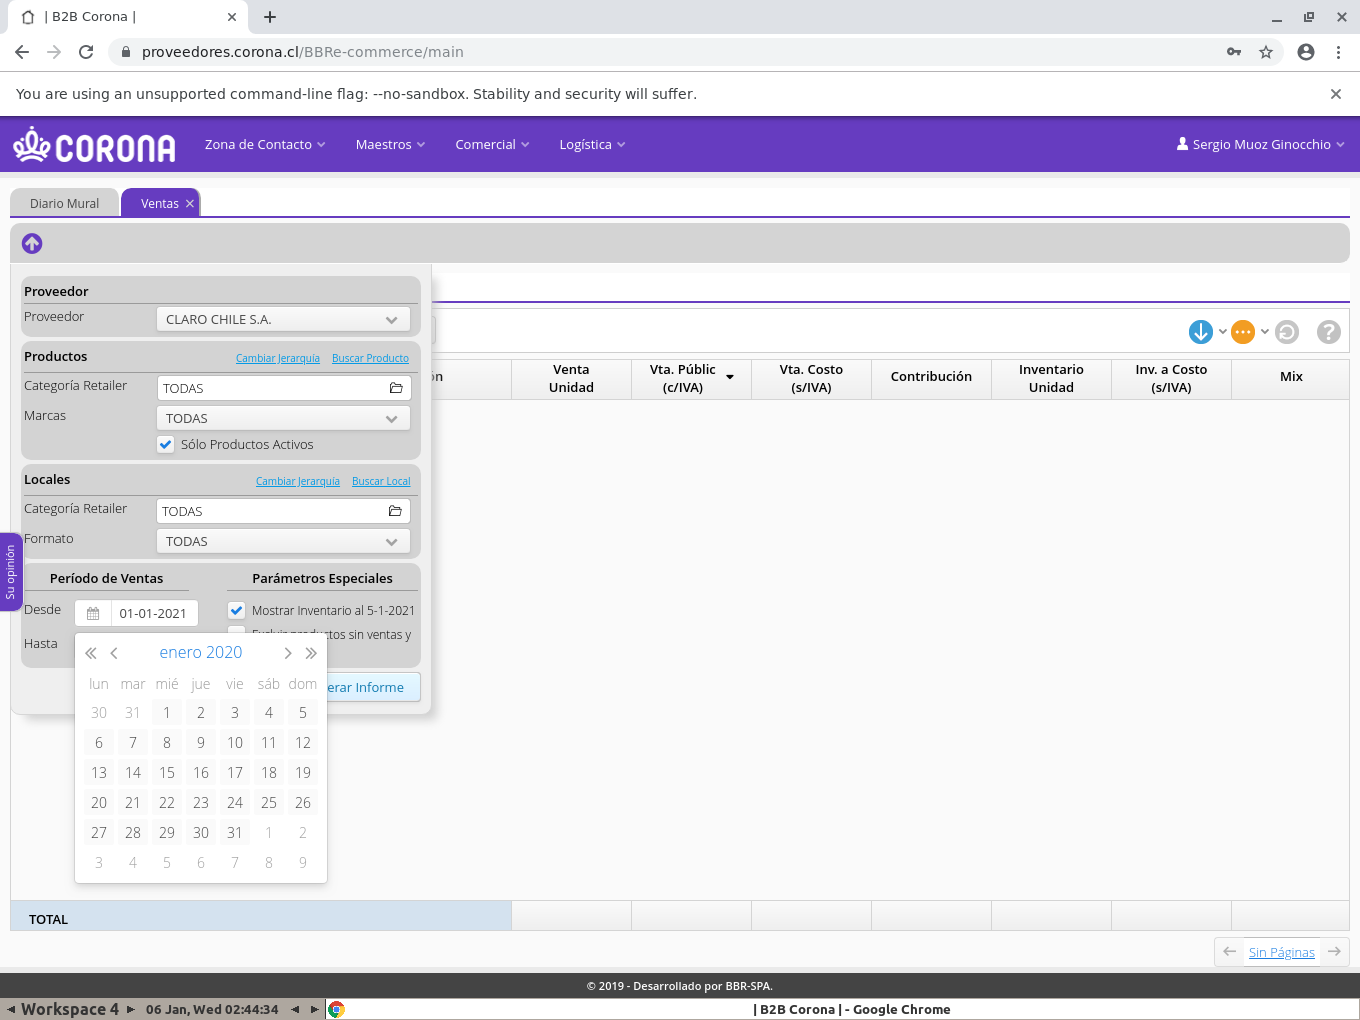 | B2B Corona |
proveedores.corona.cl/BBRe-commerce/main
You are using an unsupported command-line flag: --no-sandbox. Stability and security will suffer.
CORONA
Zona de Contacto
Maestros
Comercial
Logística
Sergio Muoz Ginocchio
Diario Mural
Ventas
Proveedor
Proveedor
CLARO CHILE S.A.
Productos
Cambiar Jerarquía
Buscar Producto
Categoría Retailer
TODAS
Marcas
TODAS
Sólo Productos Activos
Locales
Cambiar Jerarquía
Buscar Local
Categoría Retailer
TODAS
Formato
TODAS
Su opinión
Período de Ventas
Parámetros Especiales
Desde
01-01-2021
Mostrar Inventario al 5-1-2021
Hasta
Excluir productos sin ventas y
erar Informe
enero 2020
lun mar mié jue vie sáb dom
30 31 1 2 3 4 5
6 7 8 9 10 11 12
13 14 15 16 17 18 19
20 21 22 23 24 25 26
27 28 29 30 31 1 2
3 4 5 6 7 8 9
ón
Venta
Unidad
Vta. Públic
(c/IVA)
Vta. Costo
(s/IVA)
Contribución
Inventario
Unidad
Inv. a Costo
(s/IVA)
Mix
TOTAL
Sin Páginas
© 2019 - Desarrollado por BBR-SPA.
Workspace 4
06 Jan, Wed 02:44:34
| B2B Corona | - Google Chrome